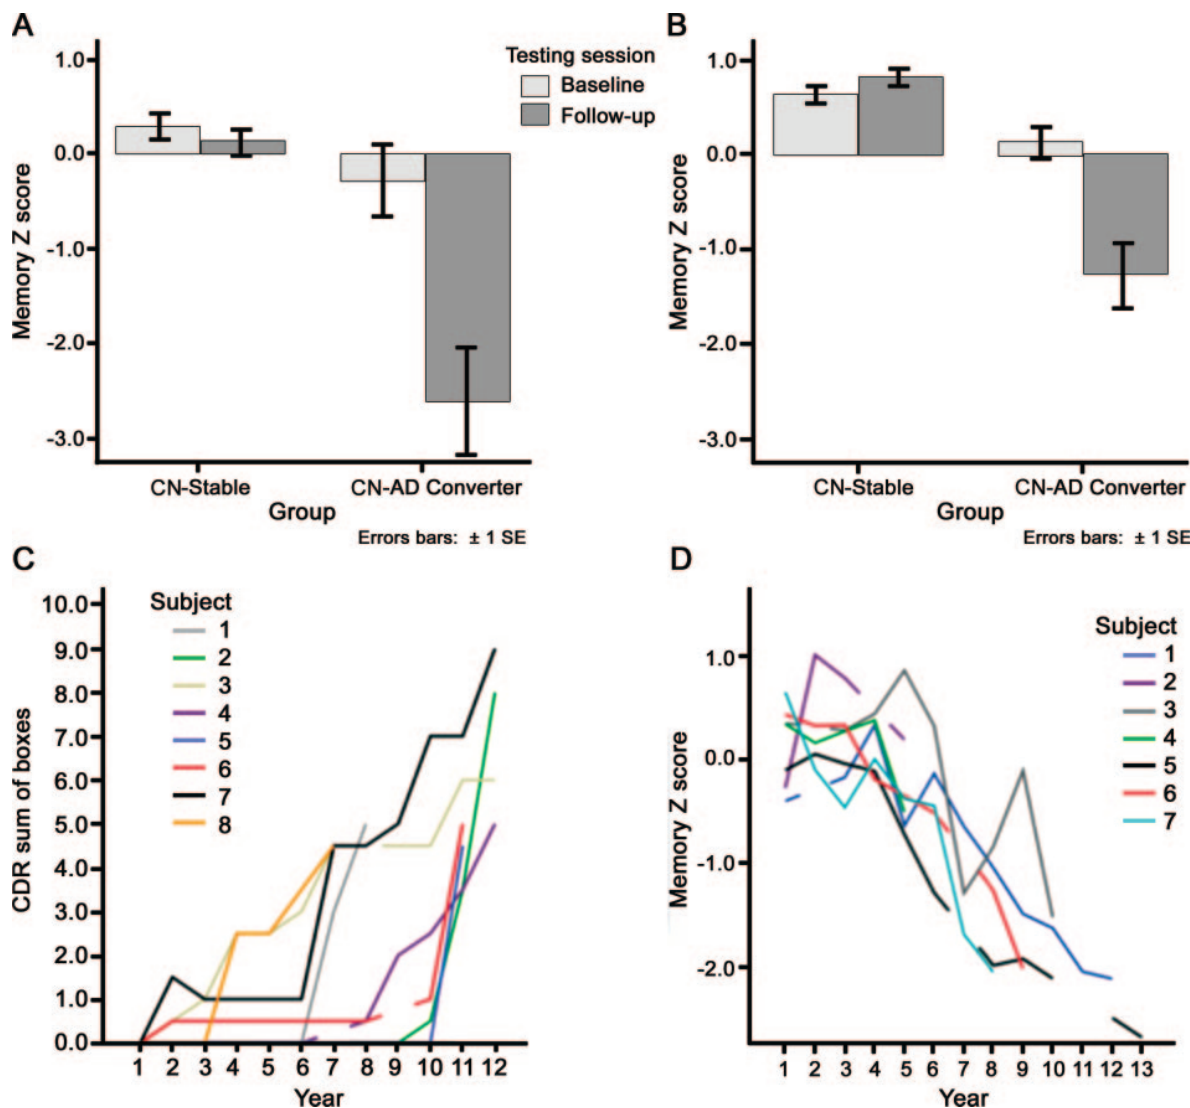 A
Memory Z score
1.0
0.0
-1.0
-2.0
-3.0
Testing session
Baseline
Follow-up
CN-Stable
CN-AD Converter
Group
Errors bars: ± 1 SE
B
Memory Z score
1.0
0.0
-1.0
-2.0
-3.0
CN-Stable
CN-AD Converter
Group
Errors bars: ± 1 SE
C
CDR sum of boxes
10.0
9.0
8.0
7.0
6.0
5.0
4.0
3.0
2.0
1.0
0.0
Subject
1
2
3
4
5
6
7
8
1 2 3 4 5 6 7 8 9 10 11 12
Year
D
Memory Z score
1.0
0.0
-1.0
-2.0
Subject
1
2
3
4
5
6
7
1 2 3 4 5 6 7 8 9 10 11 12 13
Year